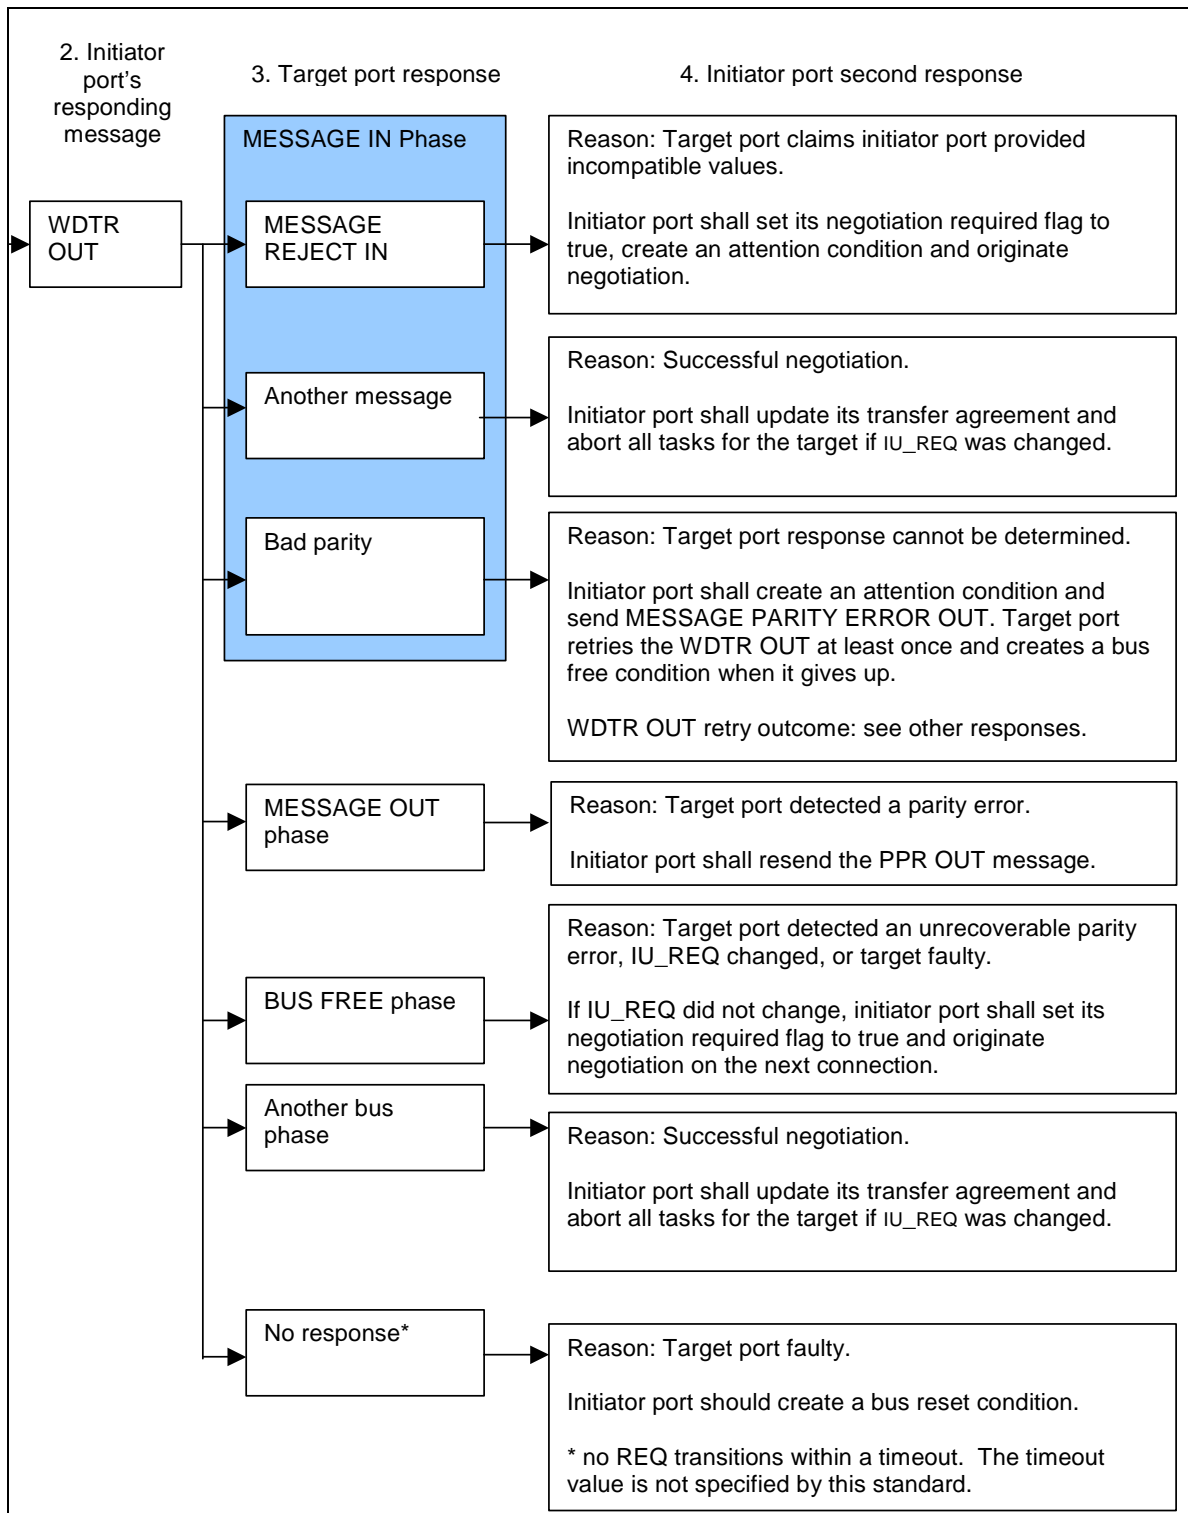 2. Initiator
port's
responding
message
3. Target port response
4. Initiator port second response
WDTR
OUT
MESSAGE IN Phase
MESSAGE
REJECT IN
Reason: Target port claims initiator port provided
incompatible values.
Initiator port shall set its negotiation required flag to
true, create an attention condition and originate
negotiation.
Another message
Reason: Successful negotiation.
Initiator port shall update its transfer agreement and
abort all tasks for the target if IU_REQ was changed.
Bad parity
Reason: Target port response cannot be determined.
Initiator port shall create an attention condition and
send MESSAGE PARITY ERROR OUT. Target port
retries the WDTR OUT at least once and creates a bus
free condition when it gives up.
WDTR OUT retry outcome: see other responses.
MESSAGE OUT
phase
Reason: Target port detected a parity error.
Initiator port shall resend the PPR OUT message.
BUS FREE phase
Reason: Target port detected an unrecoverable parity
error, IU_REQ changed, or target faulty.
If IU_REQ did not change, initiator port shall set its
negotiation required flag to true and originate
negotiation on the next connection.
Another bus
phase
Reason: Successful negotiation.
Initiator port shall update its transfer agreement and
abort all tasks for the target if IU_REQ was changed.
No response*
Reason: Target port faulty.
Initiator port should create a bus reset condition.
* no REQ transitions within a timeout.  The timeout
value is not specified by this standard.